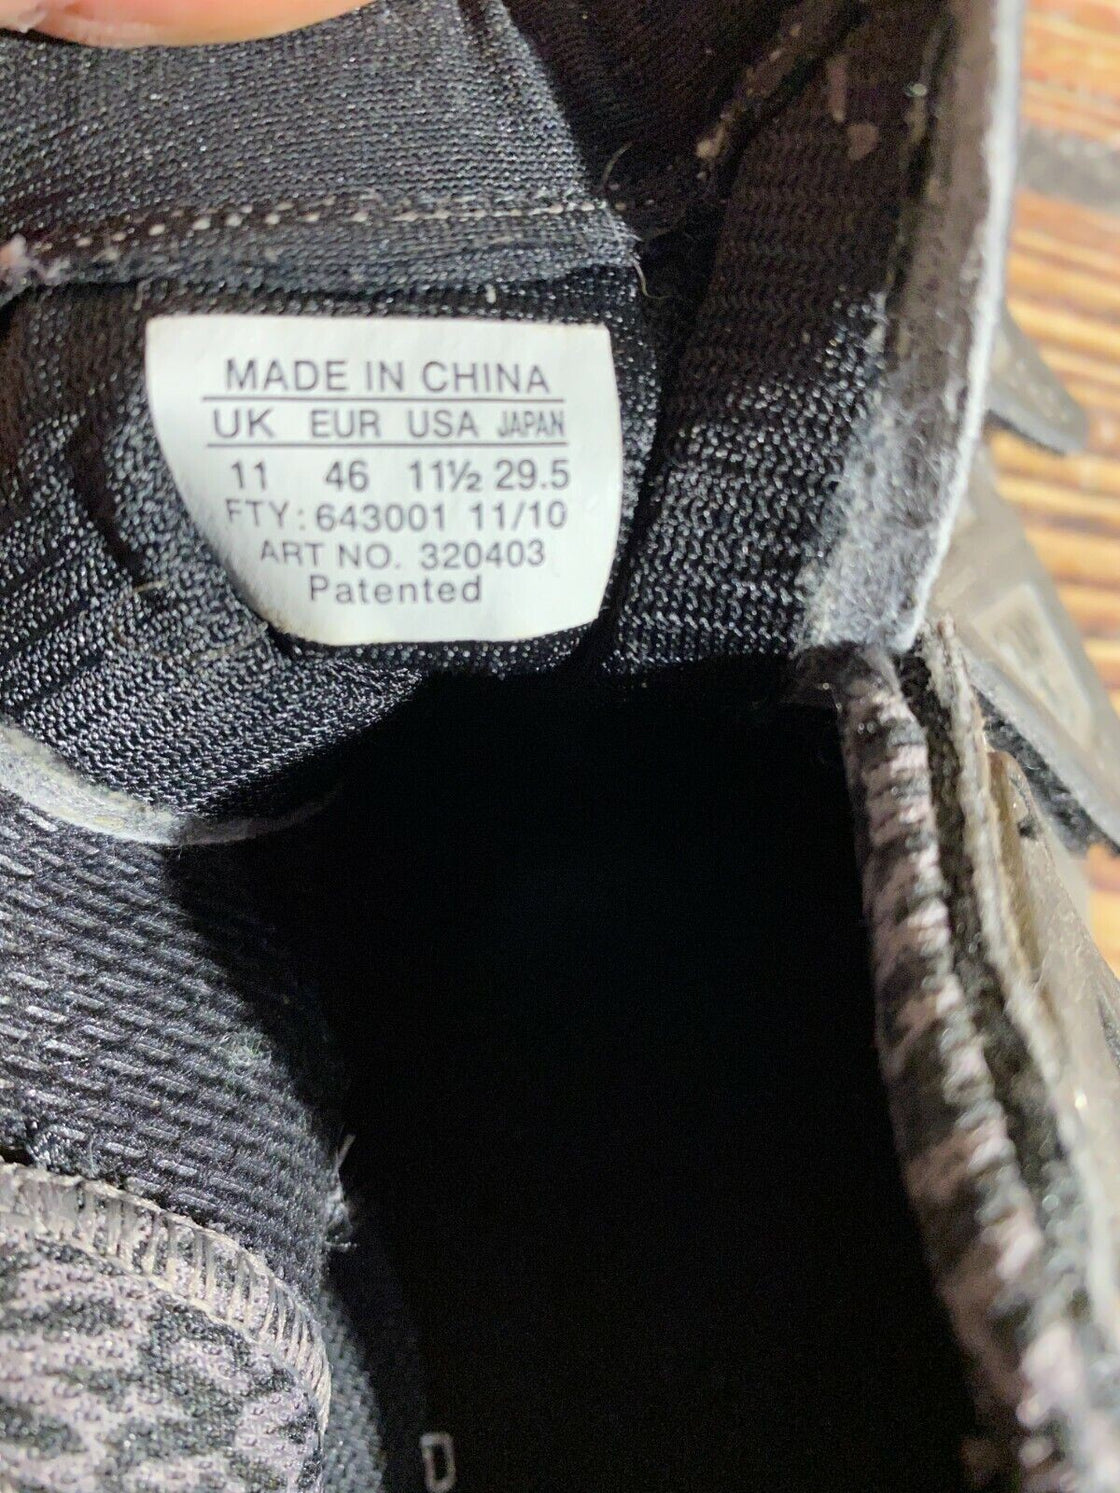 MADE IN CHINA
UK EUR USA JAPAN
11 46 11½ 29.5
FTY: 643001 11/10
ART NO. 320403
Patented
D